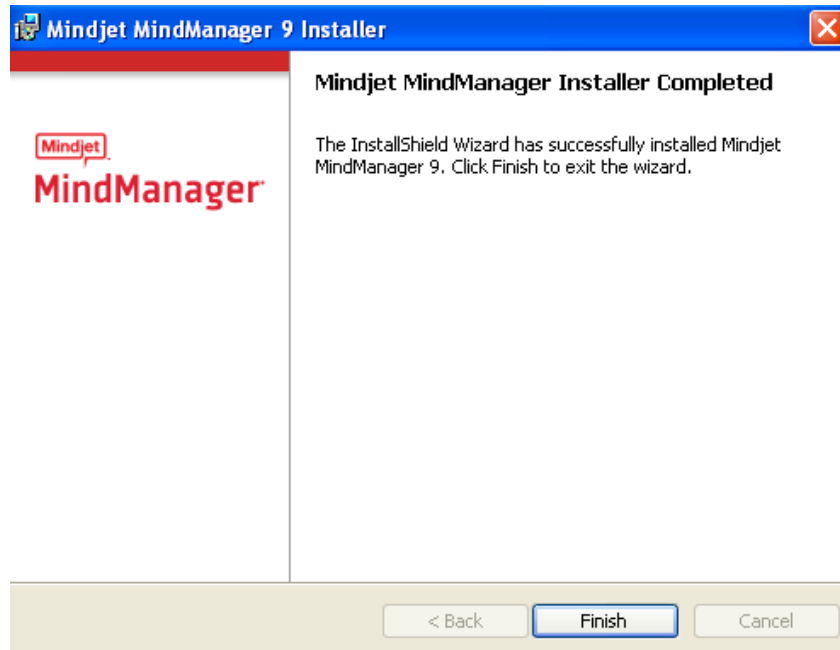 Mindjet MindManager 9 Installer
Mindjet MindManager Installer Completed
The InstallShield Wizard has successfully installed Mindjet
MindManager 9. Click Finish to exit the wizard.
Mindjet
MindManager
< Back
Finish
Cancel